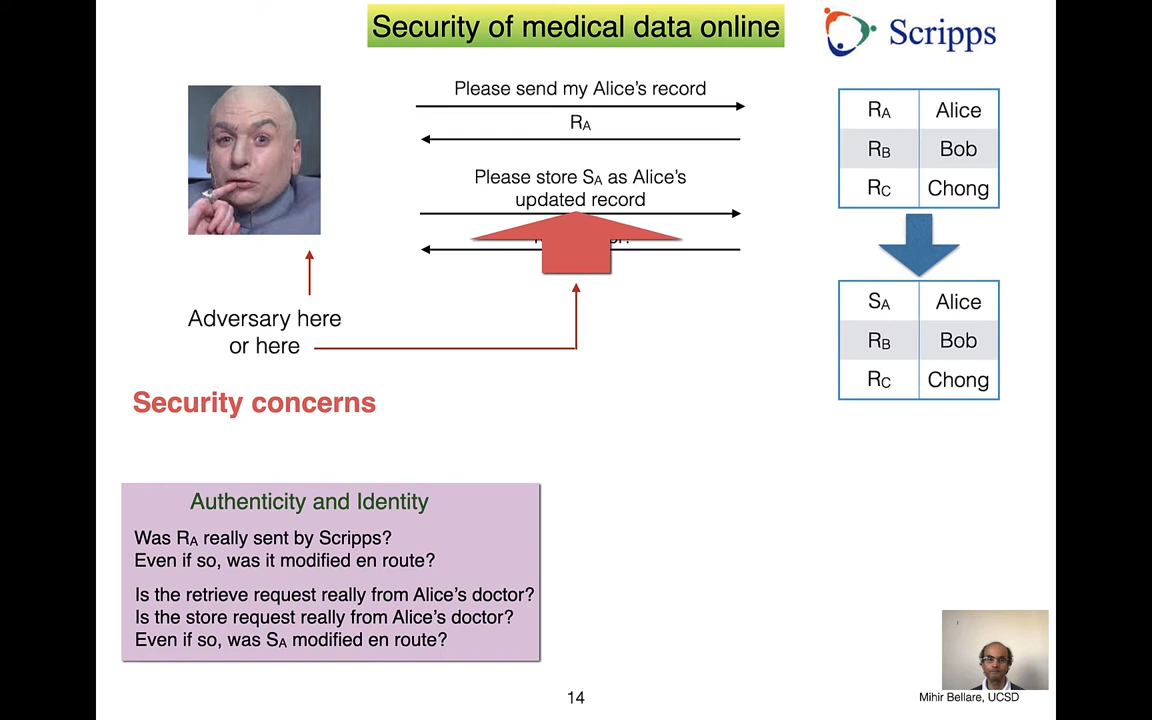 Security of medical data online
Scripps
Please send my Alice's record
RA
Please store SA as Alice's
updated record
RA Alice
RB Bob
RC Chong
SA Alice
RB Bob
RC Chong
Adversary here
or here
Security concerns
Authenticity and Identity
Was RA really sent by Scripps?
Even if so, was it modified en route?
Is the retrieve request really from Alice's doctor?
Is the store request really from Alice's doctor?
Even if so, was SA modified en route?
14
Mihir Bellare, UCSD